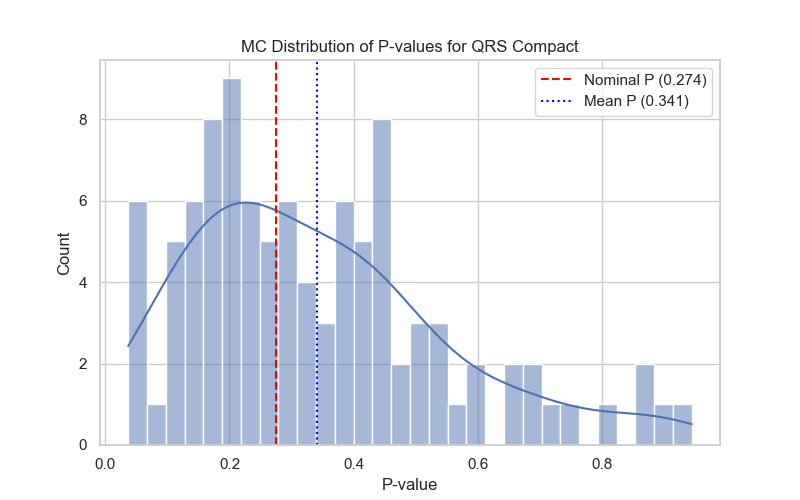 MC Distribution of P-values for QRS Compact
Nominal P (0.274)
Mean P (0.341)
Count
8
6
4
2
0
0.0 0.2 0.4 0.6 0.8
P-value